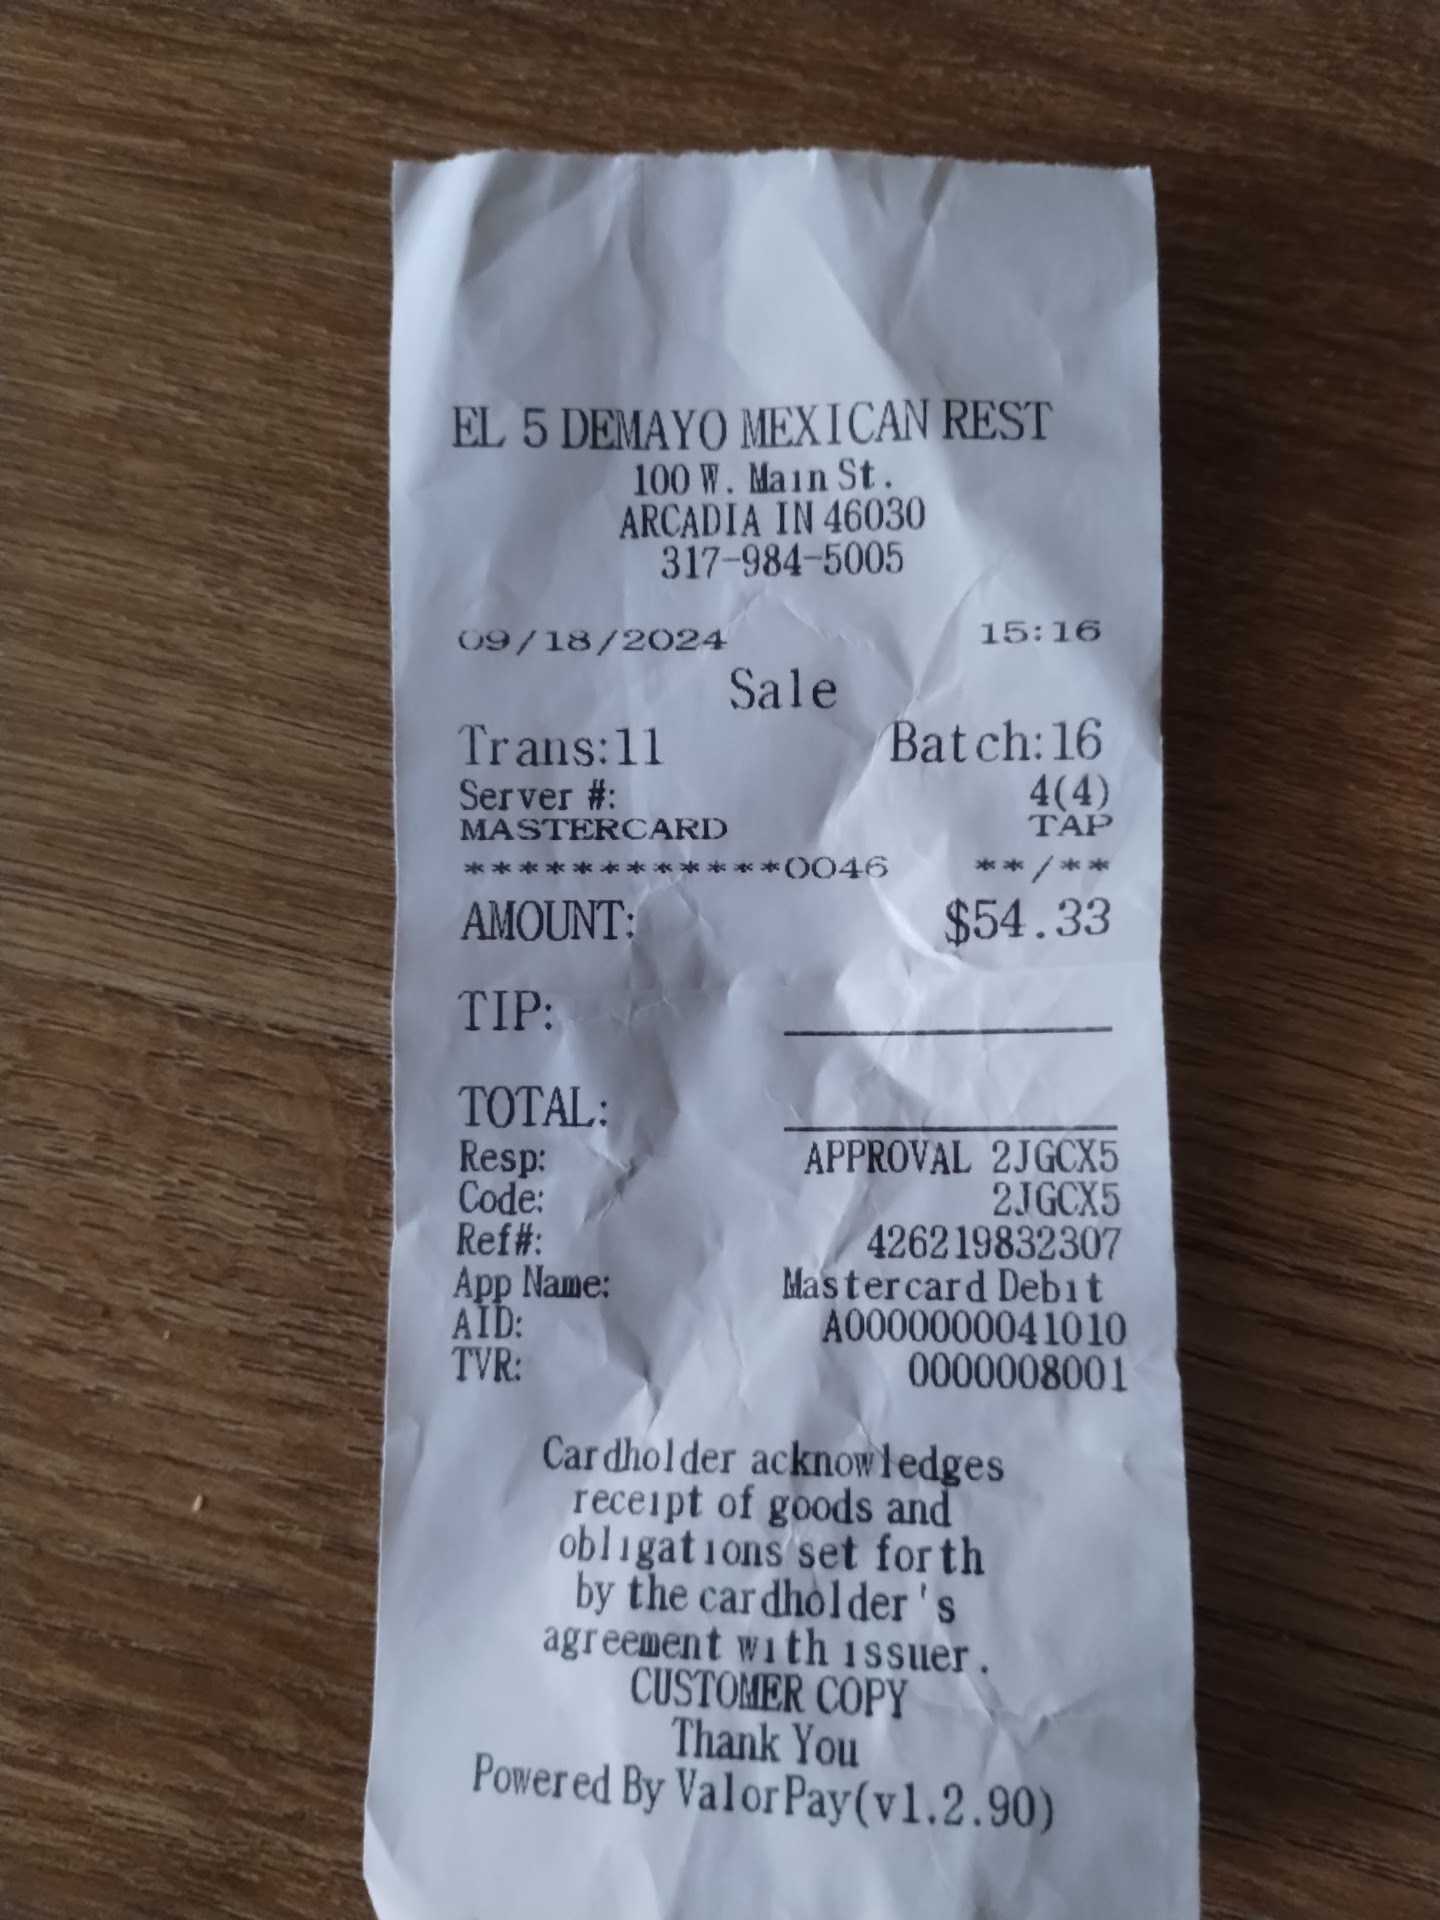 EL 5 DEMAYO MEXICAN REST
100 W. Main St.
ARCADIA IN 46030
317-984-5005
09/18/2024 15:16
Sale
Trans:11 Batch:16
Server #: 4(4)
MASTERCARD TAP
************0046 **/**
AMOUNT: $54.33
TIP:
TOTAL:
Resp: APPROVAL 2JGCX5
Code: 2JGCX5
Ref#: 426219832307
App Name: Mastercard Debit
AID: A0000000041010
TVR: 0000008001
Cardholder acknowledges
receipt of goods and
obligations set forth
by the cardholder's
agreement with issuer.
CUSTOMER COPY
Thank You
Powered By ValorPay(v1.2.90)